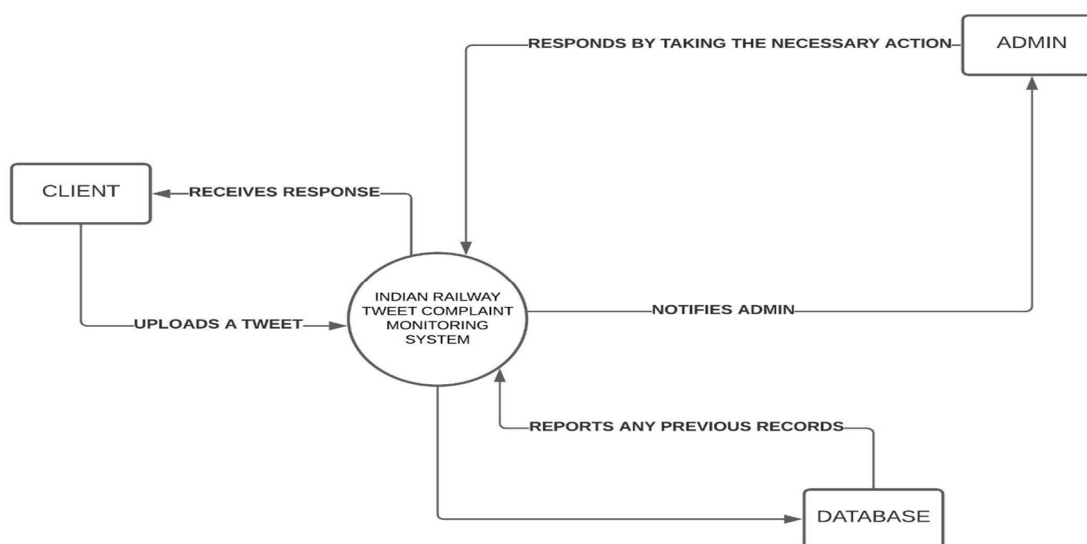 RESPONDS BY TAKING THE NECESSARY ACTION
ADMIN
CLIENT
RECEIVES RESPONSE
INDIAN RAILWAY
TWEET COMPLAINT
MONITORING
SYSTEM
UPLOADS A TWEET
NOTIFIES ADMIN
REPORTS ANY PREVIOUS RECORDS
DATABASE